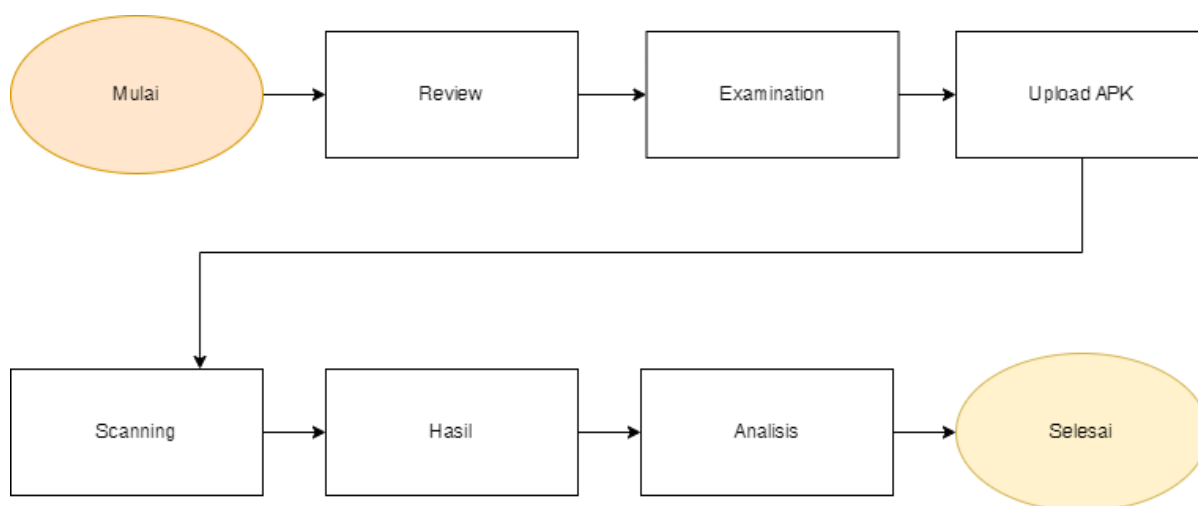 Mulai
Review
Examination
Upload APK
Scanning
Hasil
Analisis
Selesai